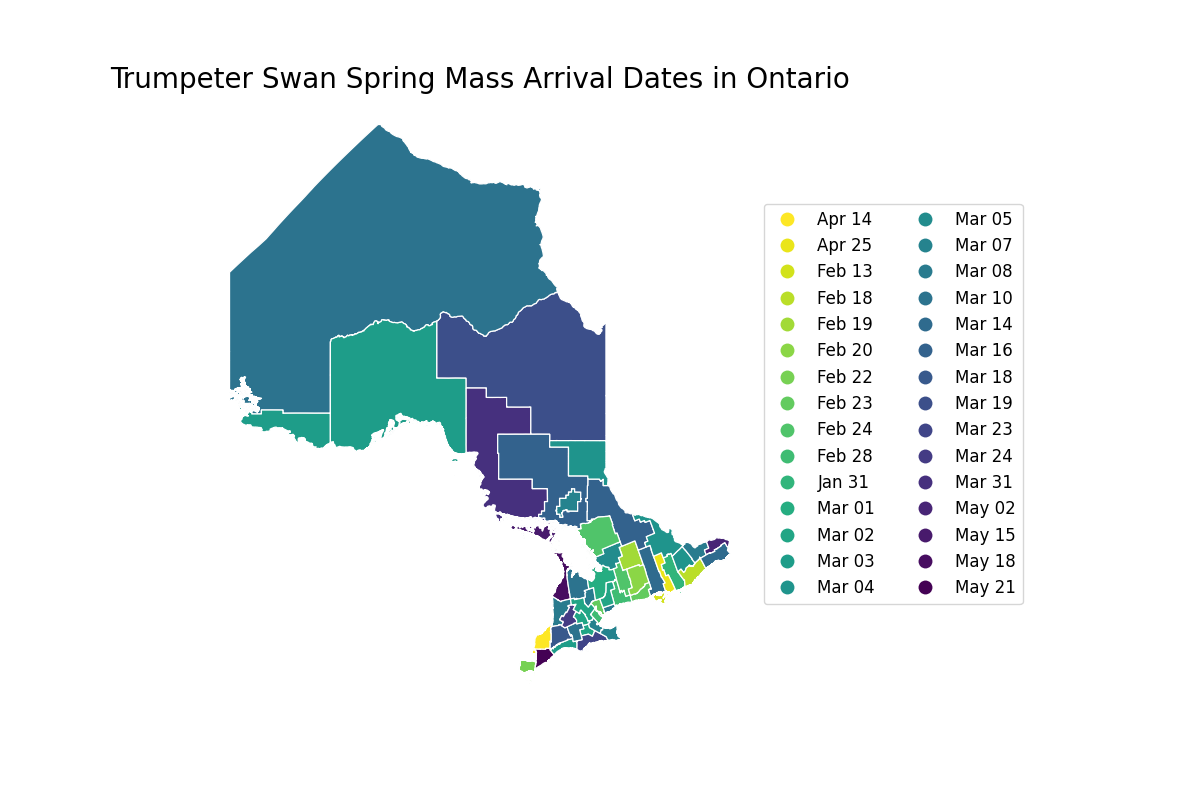 Trumpeter Swan Spring Mass Arrival Dates in Ontario
Apr 14
Apr 25
Feb 13
Feb 18
Feb 19
Feb 20
Feb 22
Feb 23
Feb 24
Feb 28
Jan 31
Mar 01
Mar 02
Mar 03
Mar 04
Mar 05
Mar 07
Mar 08
Mar 10
Mar 14
Mar 16
Mar 18
Mar 19
Mar 23
Mar 24
Mar 31
May 02
May 15
May 18
May 21